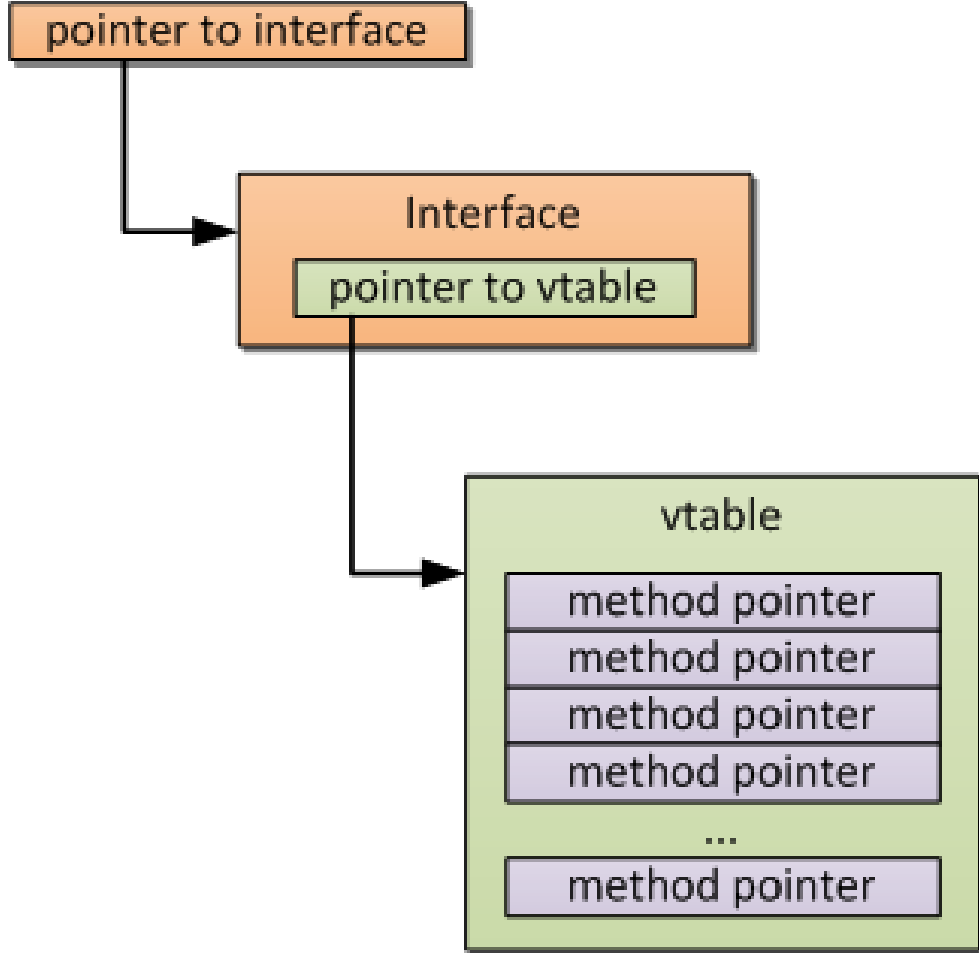 pointer to interface
Interface
pointer to vtable
vtable
method pointer
method pointer
method pointer
method pointer
...
method pointer